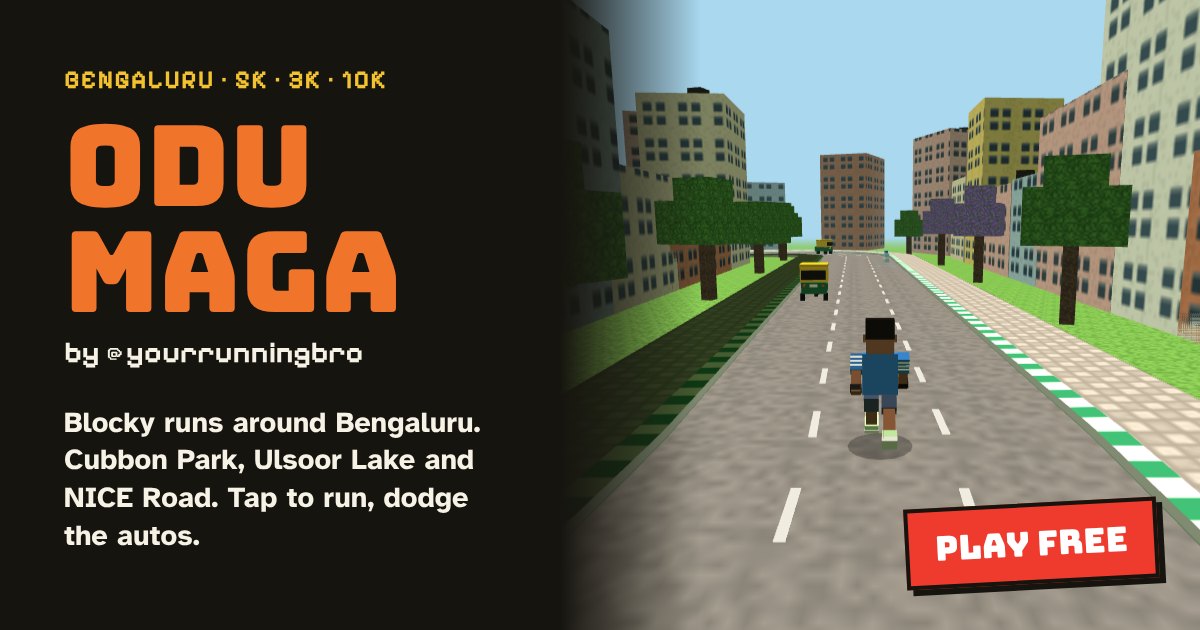 BENGALURU · 5K · 3K · 10K
ODU
MAGA
by @yourrunningbro
Blocky runs around Bengaluru.
Cubbon Park, Ulsoor Lake and
NICE Road. Tap to run, dodge
the autos.
PLAY FREE